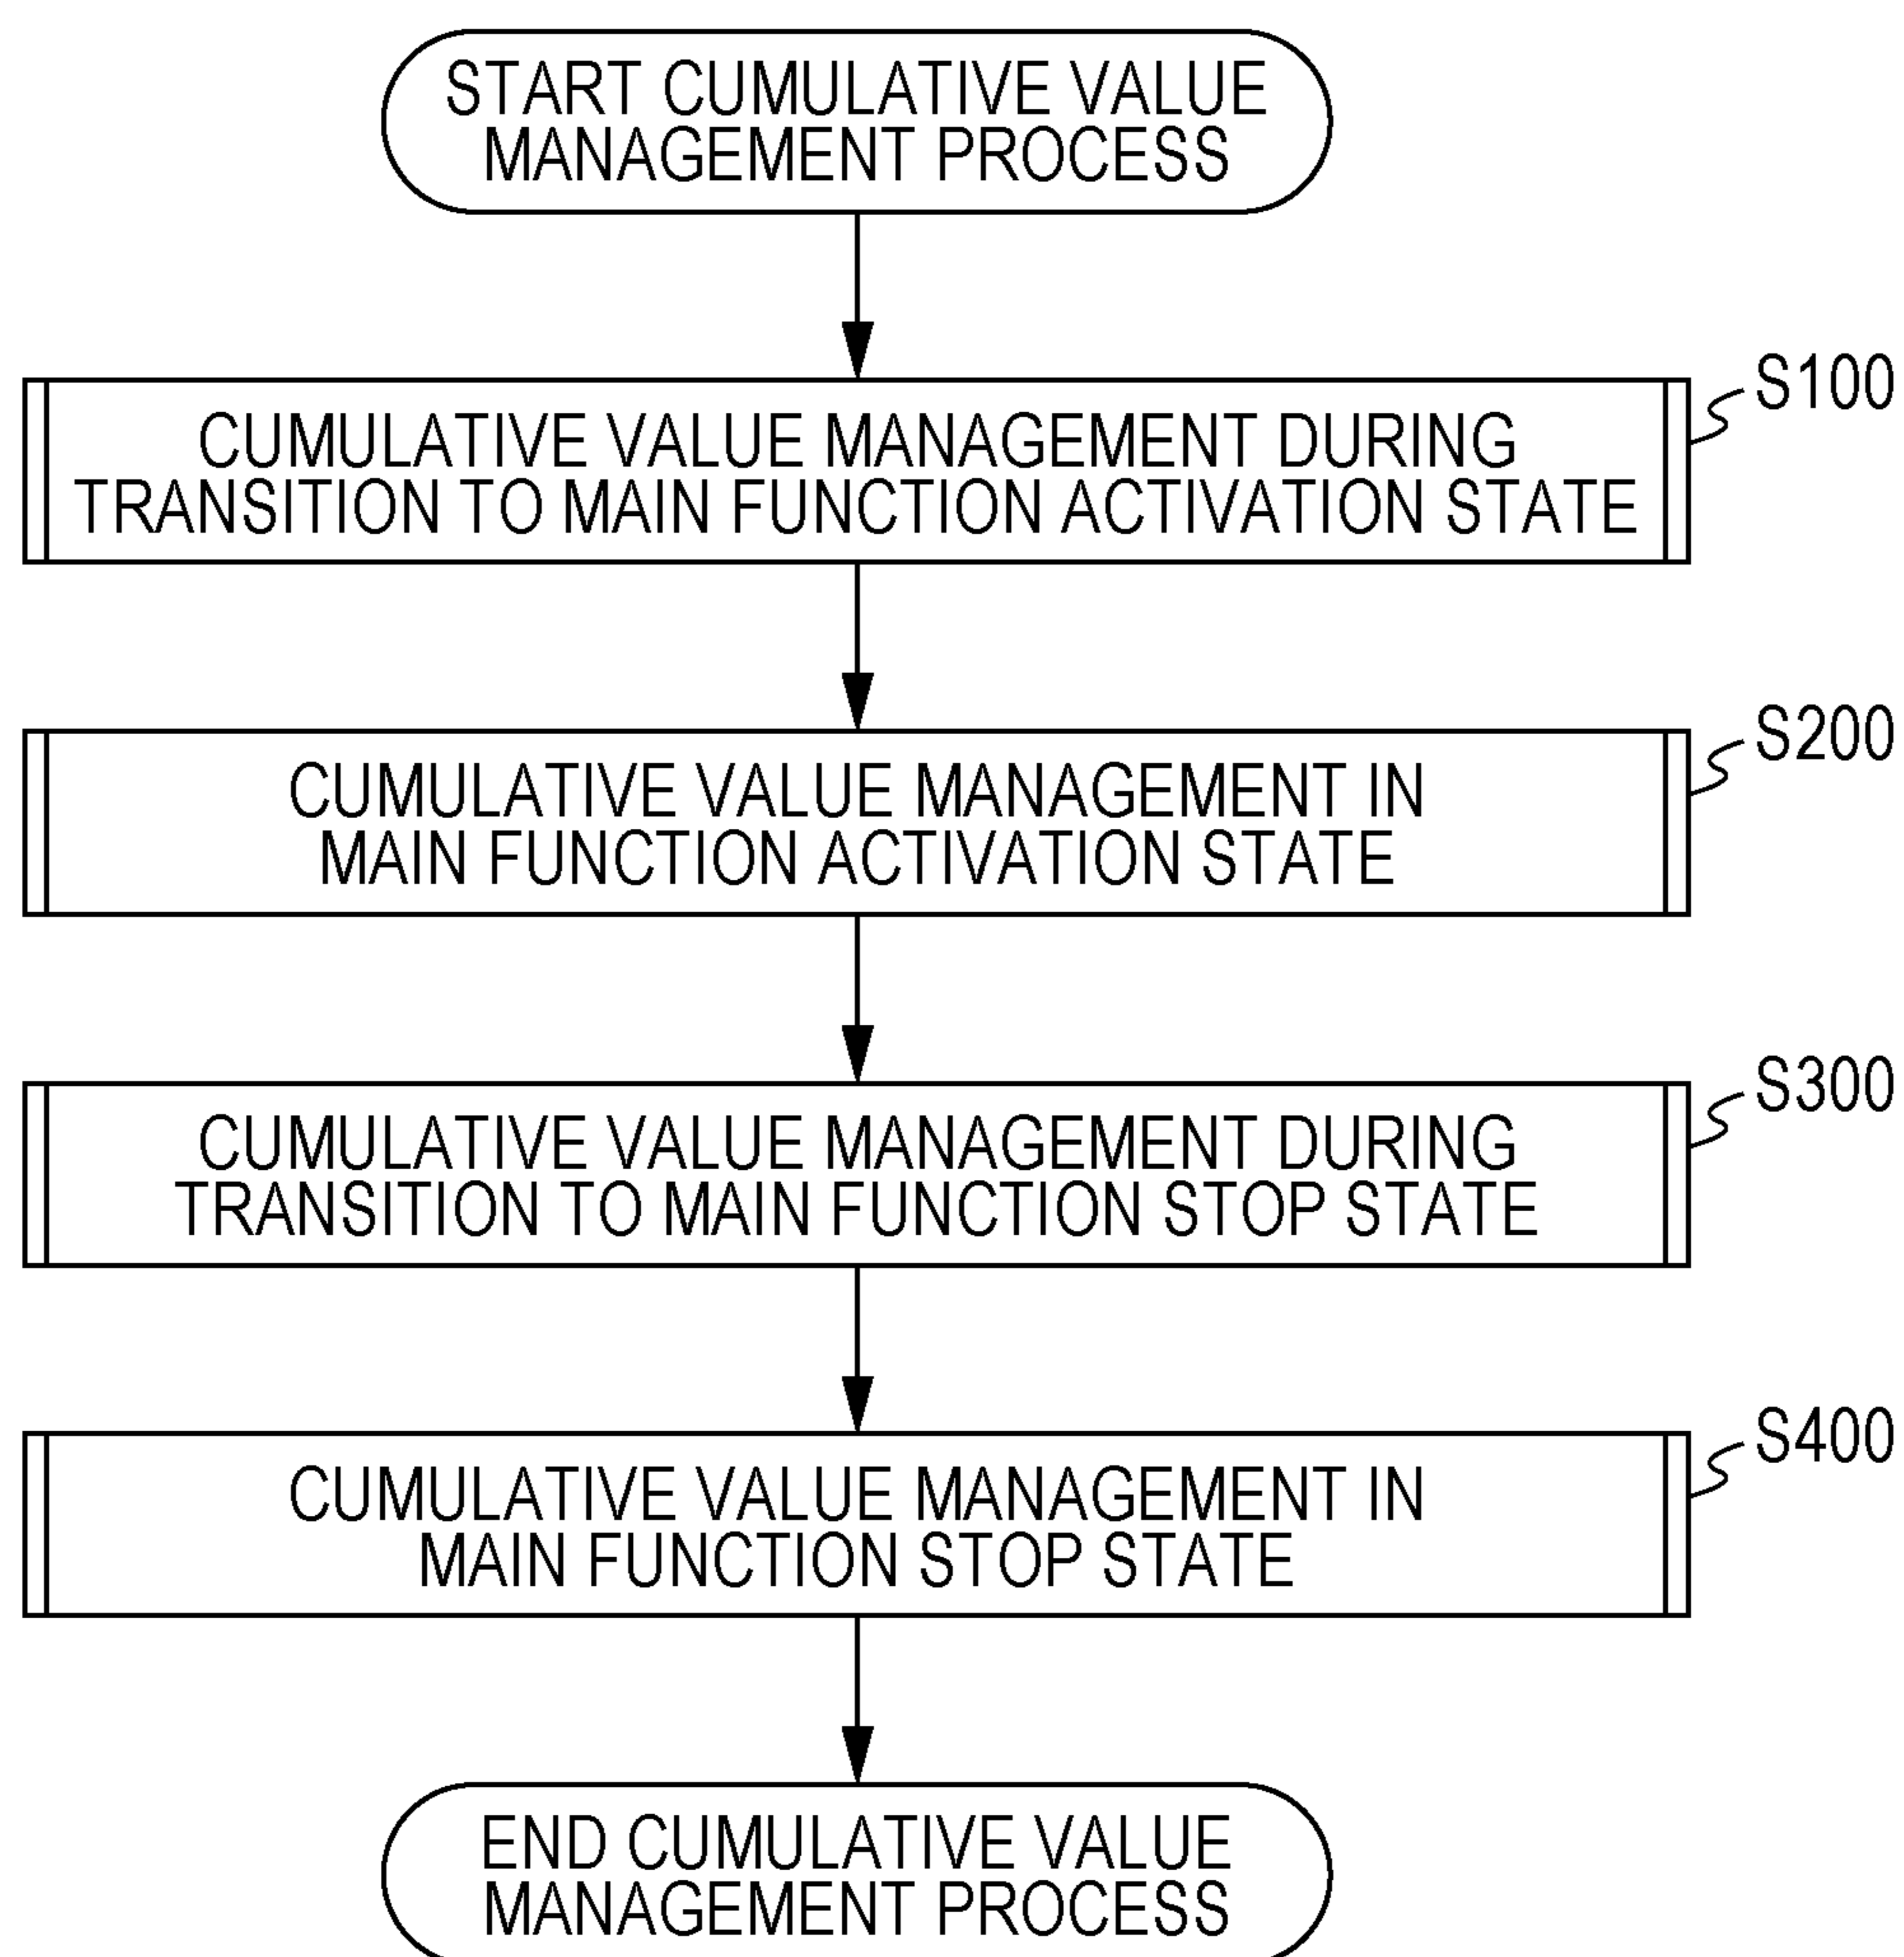 START CUMULATIVE VALUE
MANAGEMENT PROCESS
S100
CUMULATIVE VALUE MANAGEMENT DURING
TRANSITION TO MAIN FUNCTION ACTIVATION STATE
S200
CUMULATIVE VALUE MANAGEMENT IN
MAIN FUNCTION ACTIVATION STATE
S300
CUMULATIVE VALUE MANAGEMENT DURING
TRANSITION TO MAIN FUNCTION STOP STATE
S400
CUMULATIVE VALUE MANAGEMENT IN
MAIN FUNCTION STOP STATE
END CUMULATIVE VALUE
MANAGEMENT PROCESS